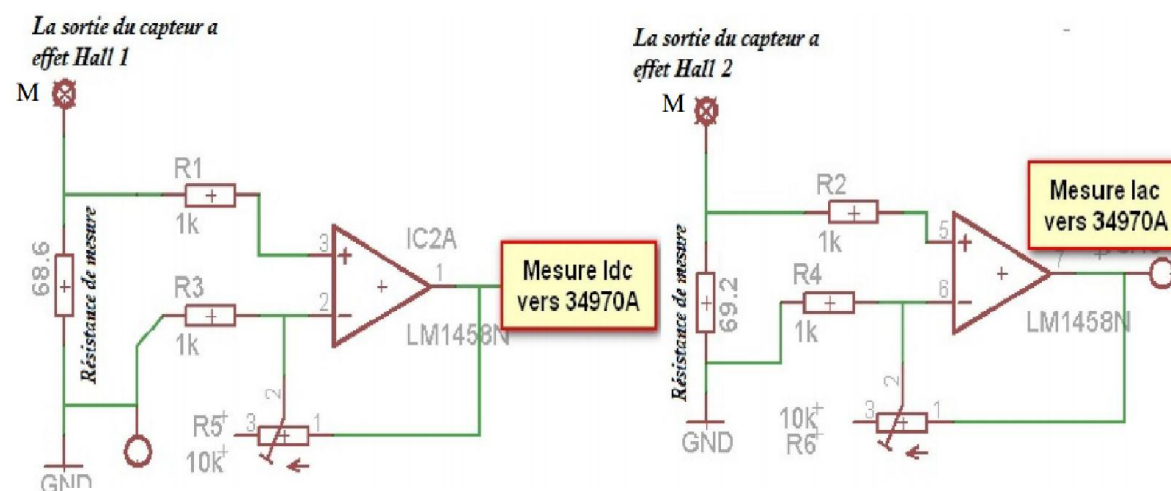 La sortie du capteur a
effet Hall 1
M
R1
1k
68.6
Résistance de mesure
R3
1k
3
2
1
IC2A
LM1458N
Mesure Idc
vers 34970A
2
R5
3
1
10k
GND
La sortie du capteur a
effet Hall 2
M
R2
1k
69.2
Résistance de mesure
R4
1k
5
6
7
LM1458N
Mesure Iac
vers 34970A
2
10k
3
1
R6
GND